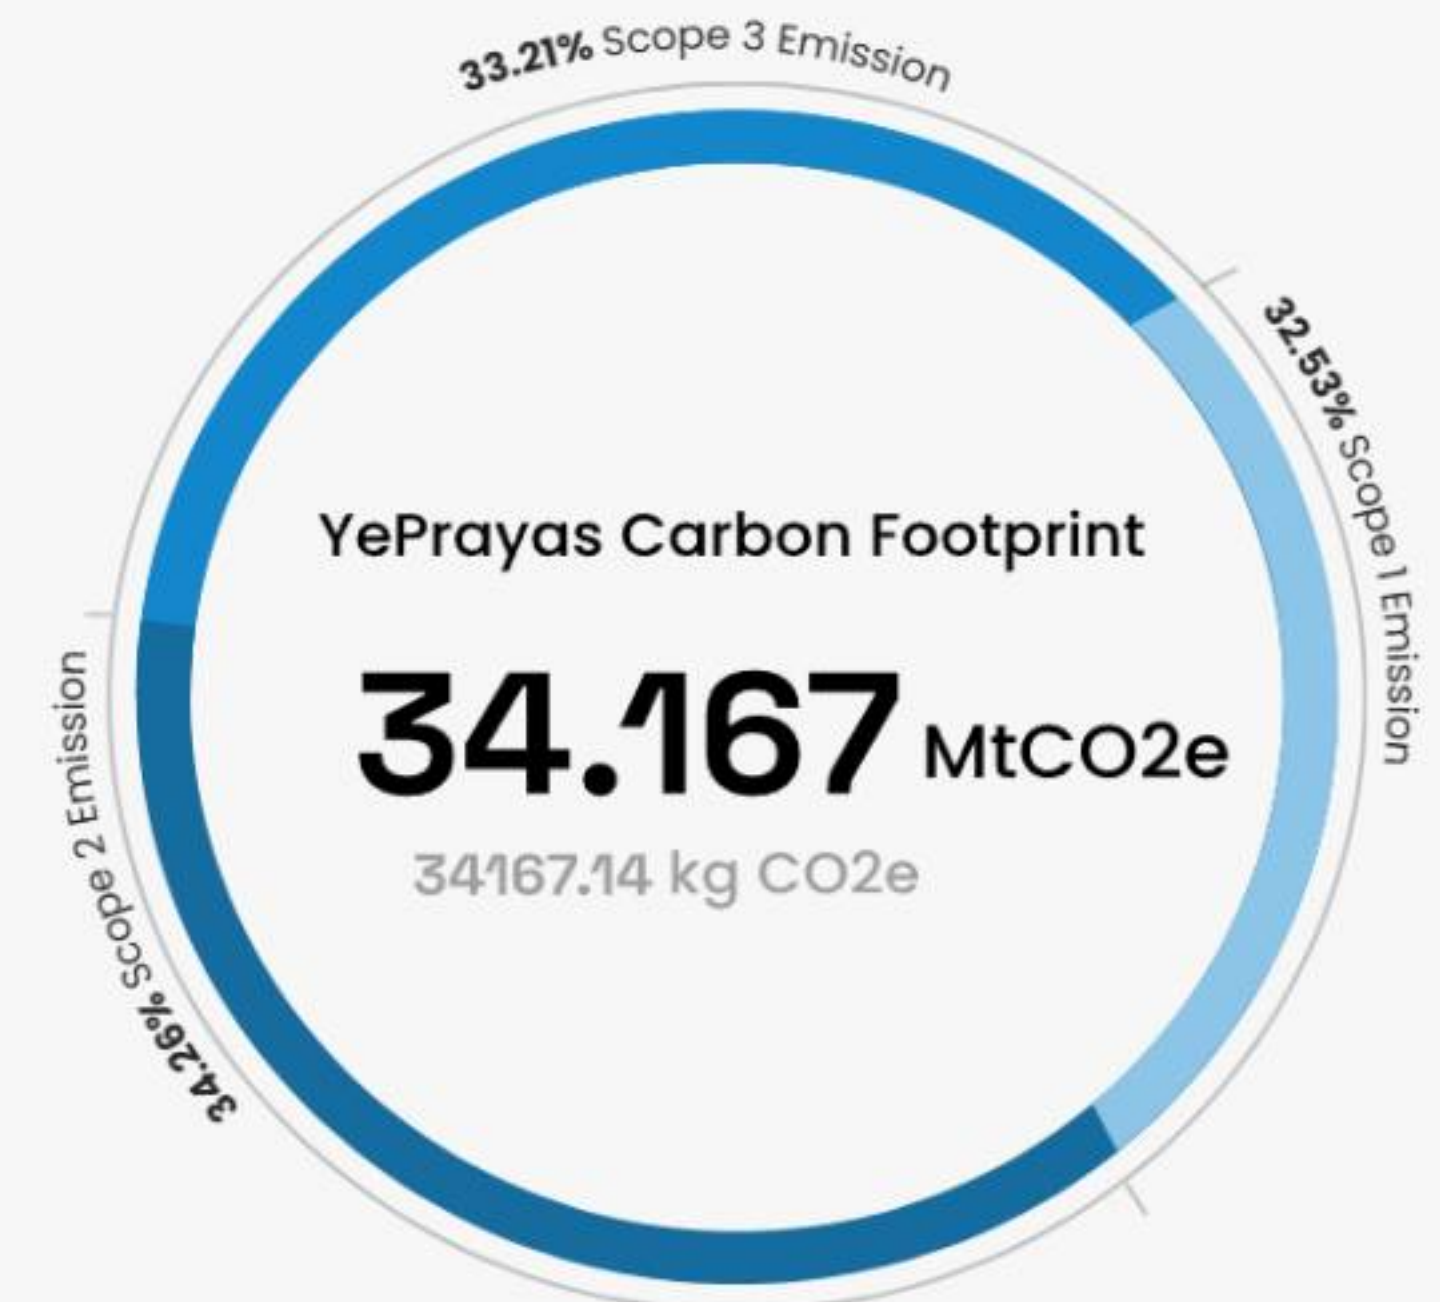 33.21% Scope 3 Emission
32.53% Scope 1 Emission
YePrayas Carbon Footprint
34.167 MtCO2e
34167.14 kg CO2e
34.26% Scope 2 Emission